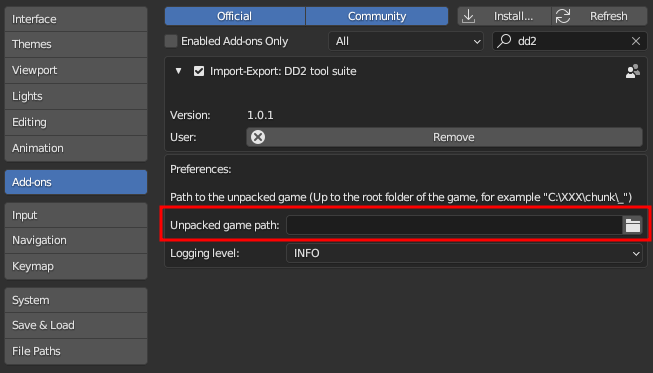 Interface
Themes
Viewport
Lights
Editing
Animation
Add-ons
Input
Navigation
Keymap
System
Save & Load
File Paths
Official
Community
Install...
Refresh
Enabled Add-ons Only
All
dd2
Import-Export: DD2 tool suite
Version: 1.0.1
User: Remove
Preferences:
Path to the unpacked game (Up to the root folder of the game, for example "C:\XXX\chunk\_")
Unpacked game path:
Logging level: INFO